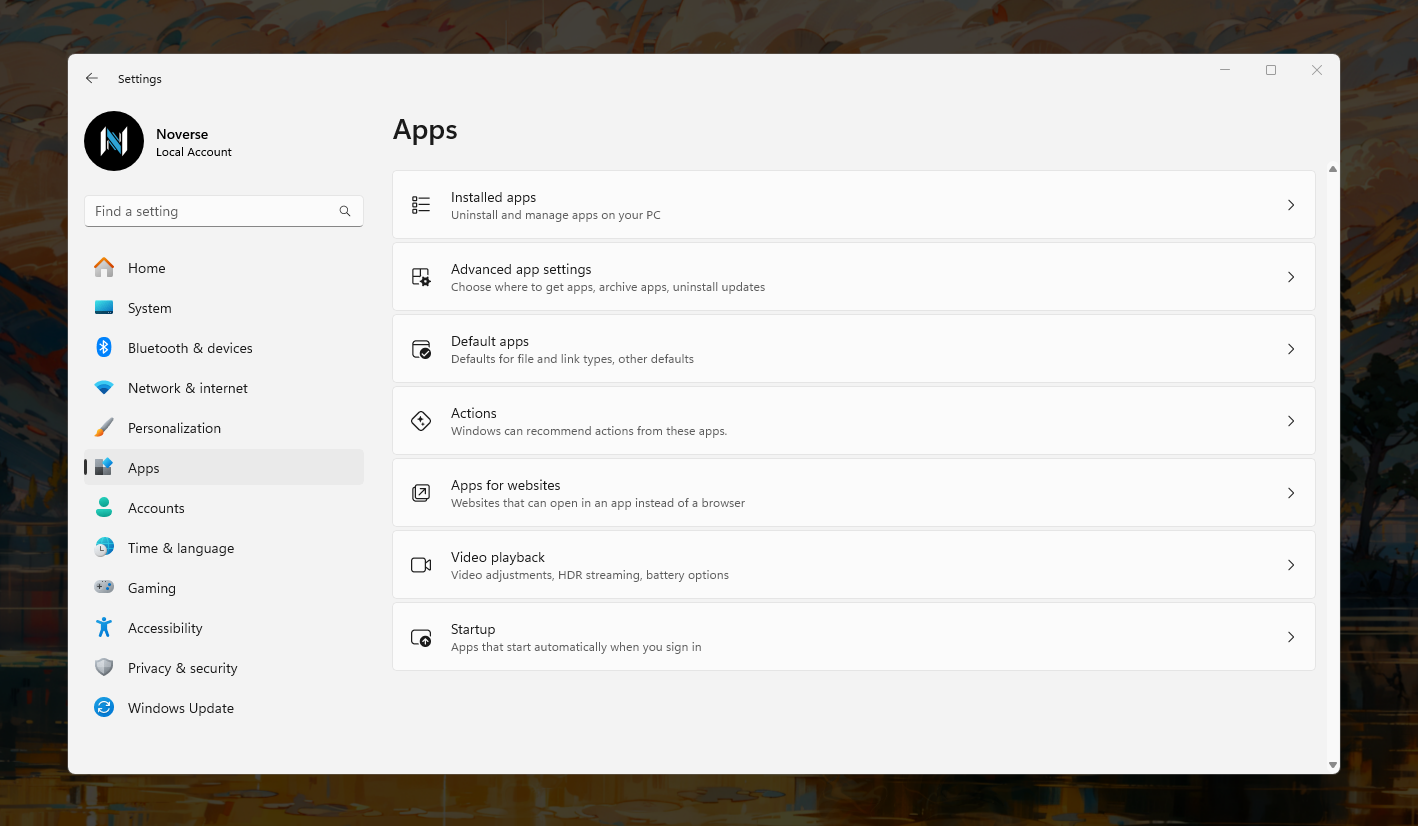 Settings
Noverse
Local Account
Find a setting
Home
System
Bluetooth & devices
Network & internet
Personalization
Apps
Accounts
Time & language
Gaming
Accessibility
Privacy & security
Windows Update
Apps
Installed apps
Uninstall and manage apps on your PC
Advanced app settings
Choose where to get apps, archive apps, uninstall updates
Default apps
Defaults for file and link types, other defaults
Actions
Windows can recommend actions from these apps.
Apps for websites
Websites that can open in an app instead of a browser
Video playback
Video adjustments, HDR streaming, battery options
Startup
Apps that start automatically when you sign in